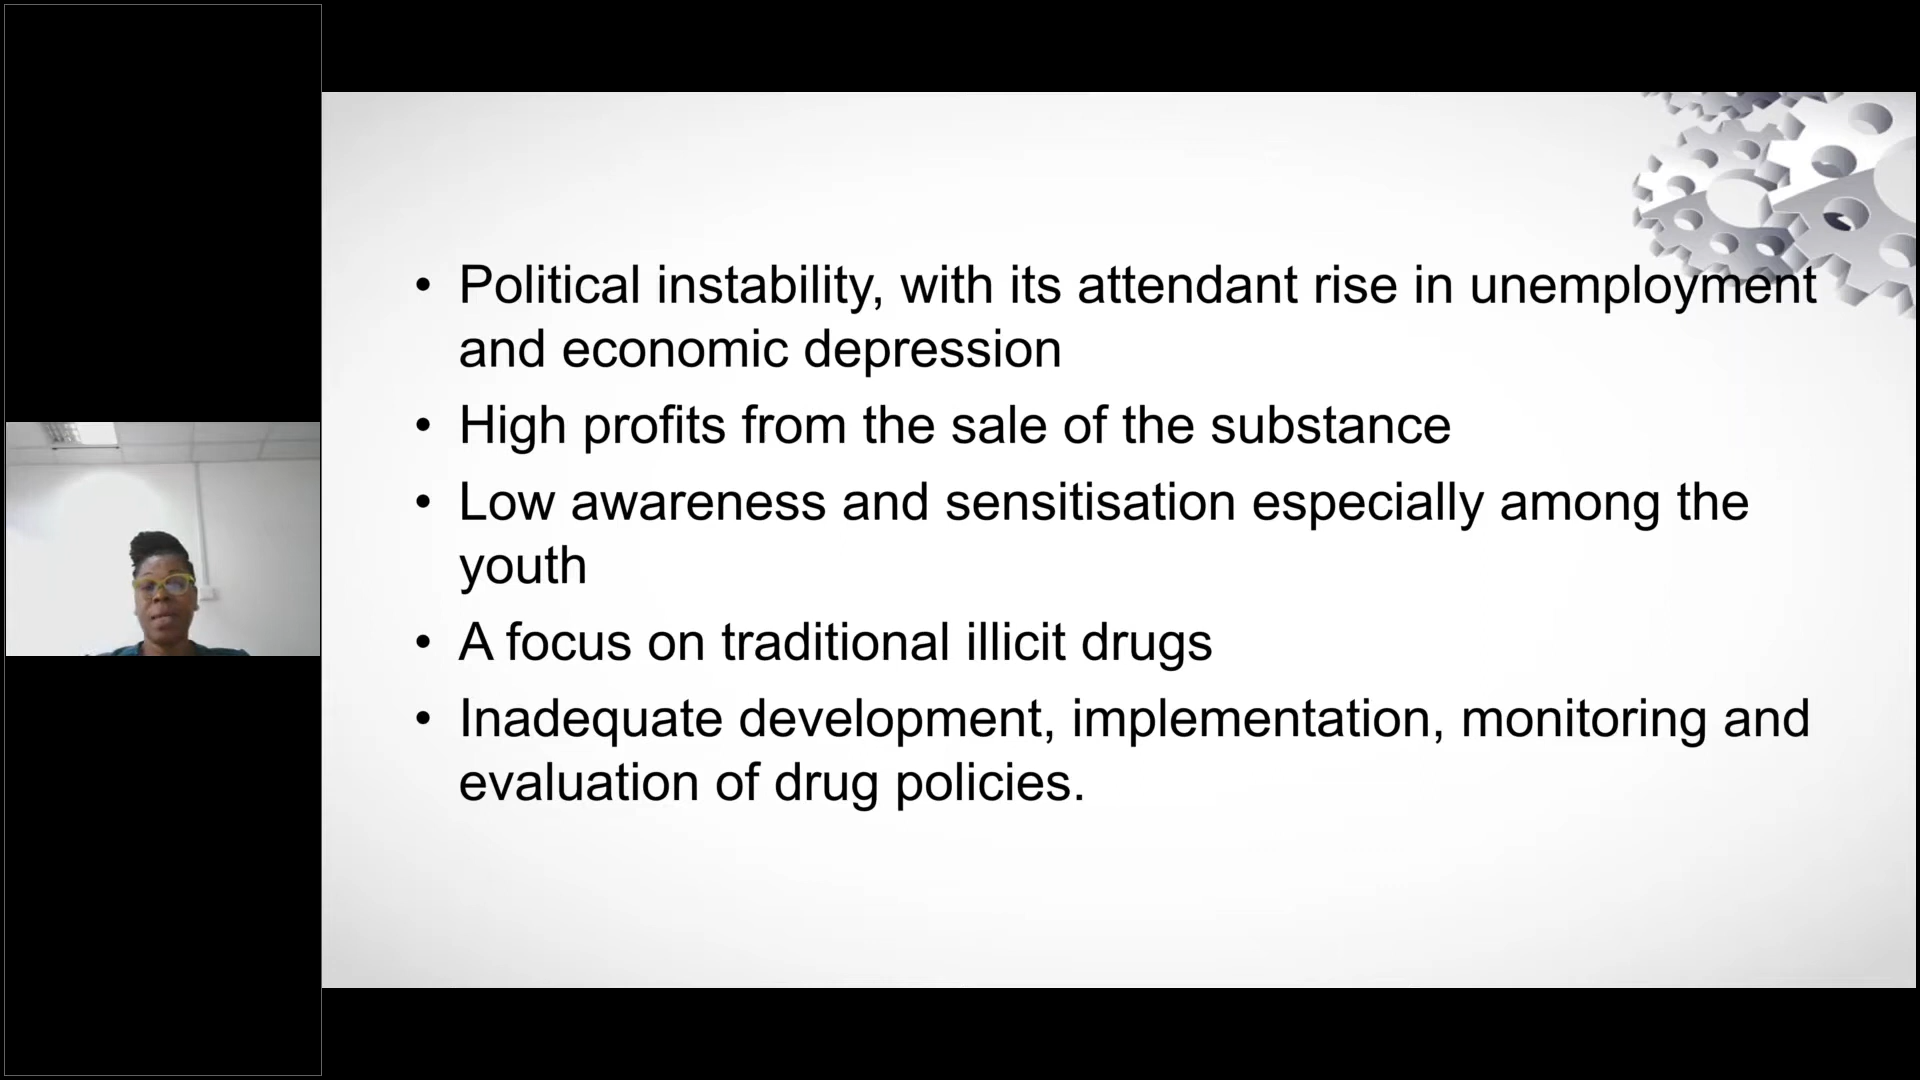 • Political instability, with its attendant rise in unemployment
and economic depression
• High profits from the sale of the substance
• Low awareness and sensitisation especially among the
youth
• A focus on traditional illicit drugs
• Inadequate development, implementation, monitoring and
evaluation of drug policies.